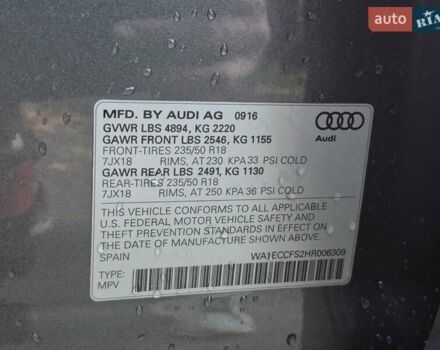 auto RIA
MFD. BY AUDI AG 0916
GVWR LBS 4894, KG 2220
GAWR FRONT LBS 2546, KG 1155
FRONT-TIRES 235/50 R18
7JX18 RIMS, AT 230 KPA 33 PSI COLD
GAWR REAR LBS 2491, KG 1130
REAR-TIRES 235/50 R18
7JX18 RIMS, AT 250 KPA 36 PSI COLD
Audi
THIS VEHICLE CONFORMS TO ALL APPLICABLE
U.S. FEDERAL MOTOR VEHICLE SAFETY AND
THEFT PREVENTION STANDARDS IN EFFECT ON
THE DATE OF MANUFACTURE SHOWN ABOVE.
SPAIN WA1ECCFS2HR006309
TYPE:
MPV